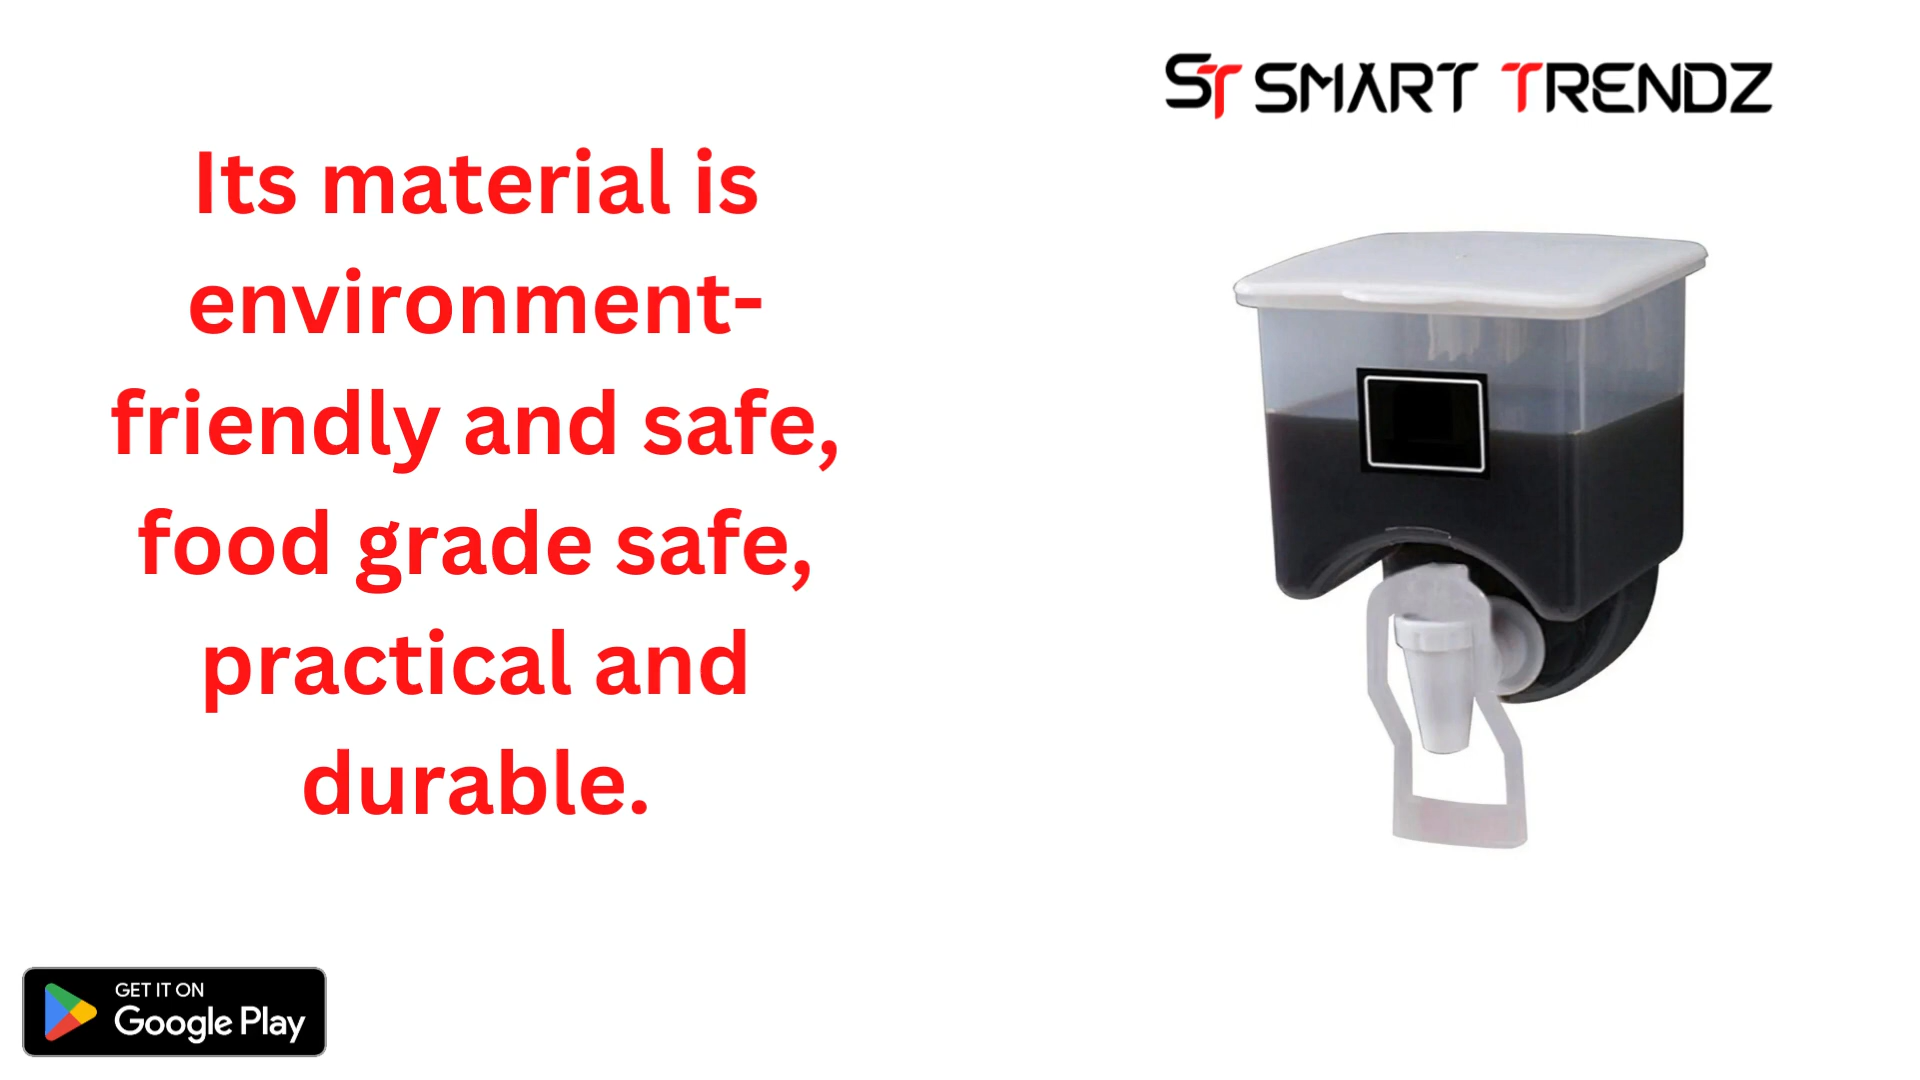 ST SMART TRENDZ
Its material is
environment-
friendly and safe,
food grade safe,
practical and
durable.
GET IT ON
Google Play